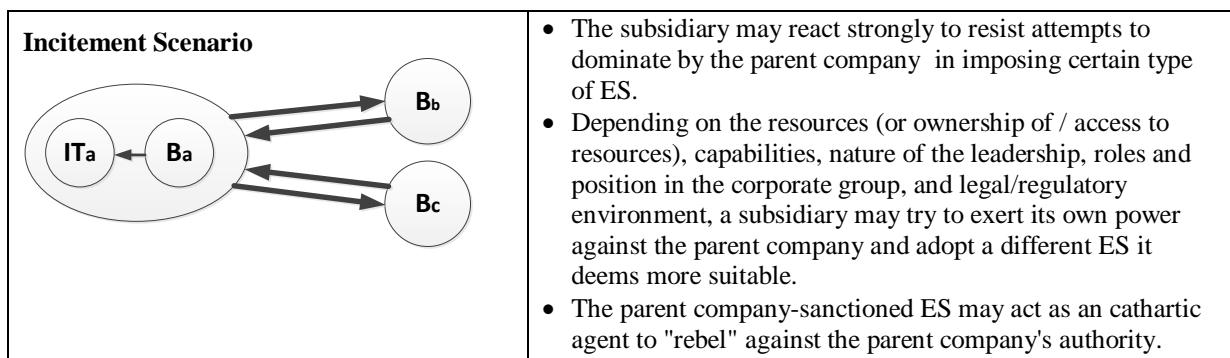 Incitement Scenario
ITa
Ba
Bb
Bc
• The subsidiary may react strongly to resist attempts to
dominate by the parent company in imposing certain type
of ES.
• Depending on the resources (or ownership of / access to
resources), capabilities, nature of the leadership, roles and
position in the corporate group, and legal/regulatory
environment, a subsidiary may try to exert its own power
against the parent company and adopt a different ES it
deems more suitable.
• The parent company-sanctioned ES may act as an cathartic
agent to "rebel" against the parent company's authority.